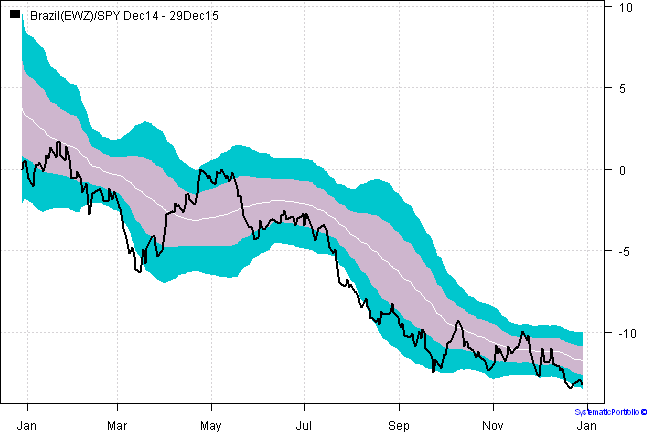 Brazil(EWZ)/SPY Dec14 - 29Dec15
10
5
0
-5
-10
Jan Mar May Jul Sep Nov Jan
SystematicPortfolio ©